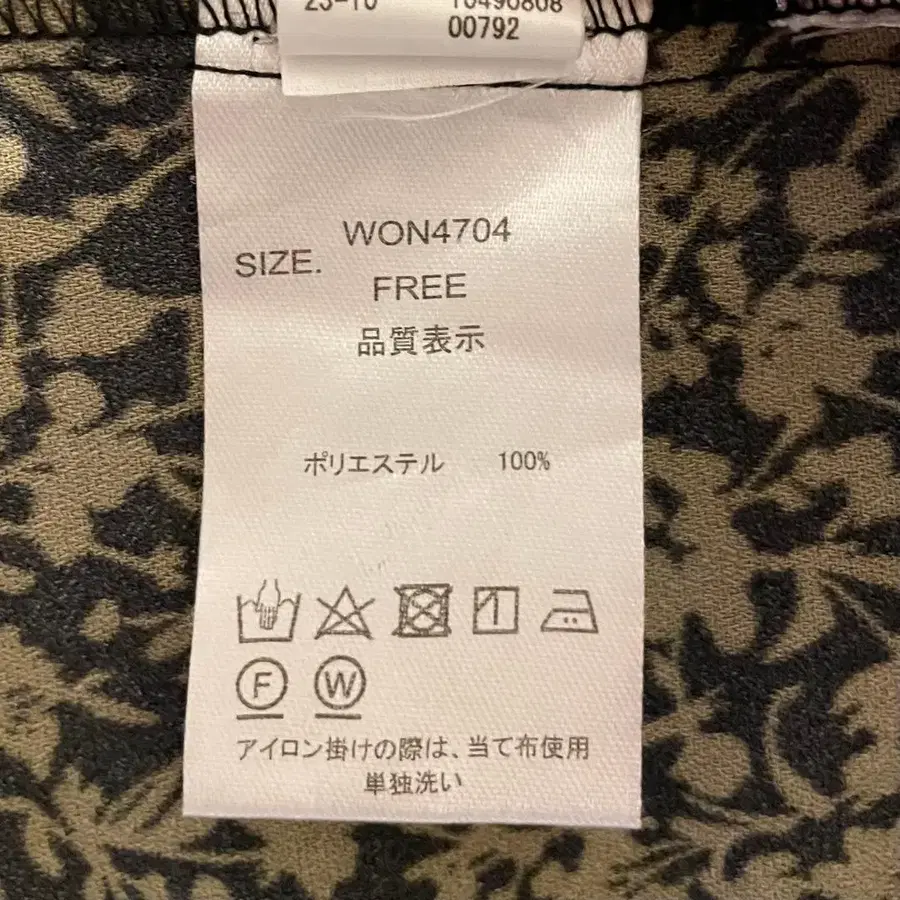 00792
WON4704
SIZE.
FREE
品質表示
ポリエステル 100%
F W
アイロン掛けの際は、当て布使用
単独洗い